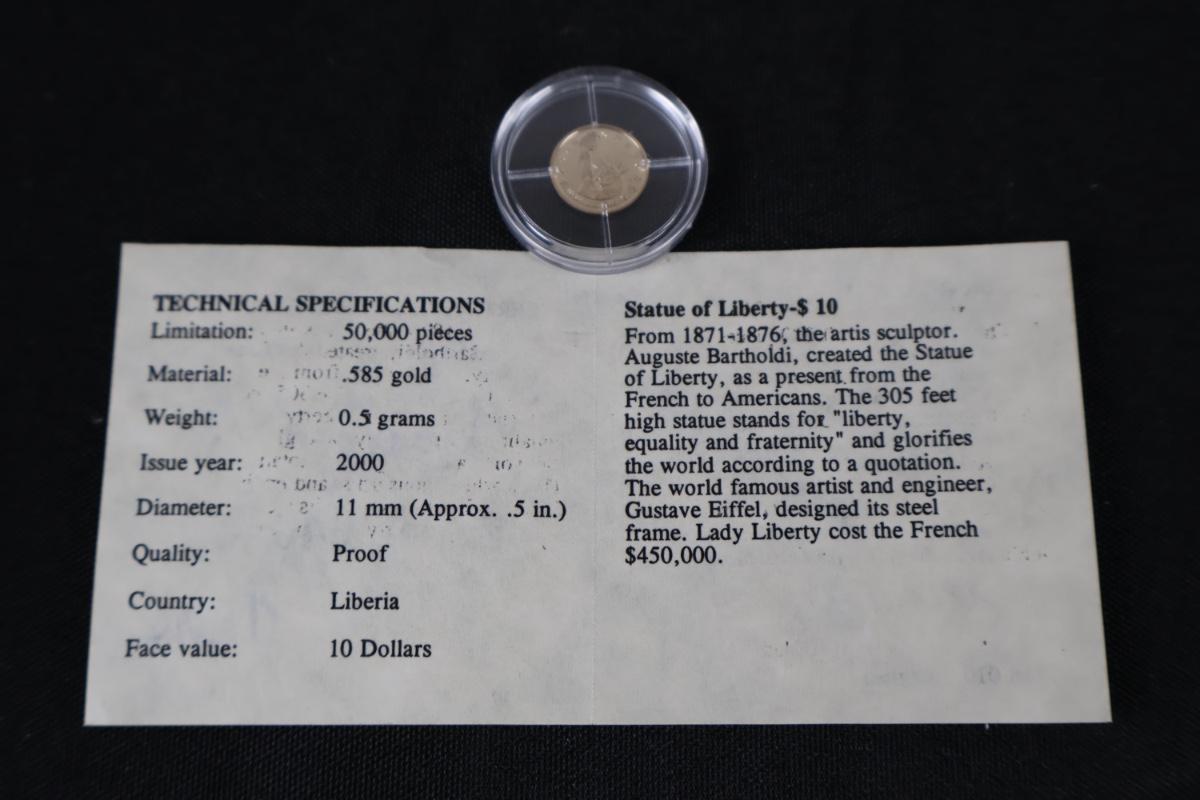 TECHNICAL SPECIFICATIONS
Limitation: 50,000 pieces
Material: .585 gold
Weight: 0.5 grams
Issue year: 2000
Diameter: 11 mm (Approx. .5 in.)
Quality: Proof
Country: Liberia
Face value: 10 Dollars
Statue of Liberty-$ 10
From 1871-1876, the artis sculptor.
Auguste Bartholdi, created the Statue
of Liberty, as a present from the
French to Americans. The 305 feet
high statue stands for "liberty,
equality and fraternity" and glorifies
the world according to a quotation.
The world famous artist and engineer,
Gustave Eiffel, designed its steel
frame. Lady Liberty cost the French
$450,000.